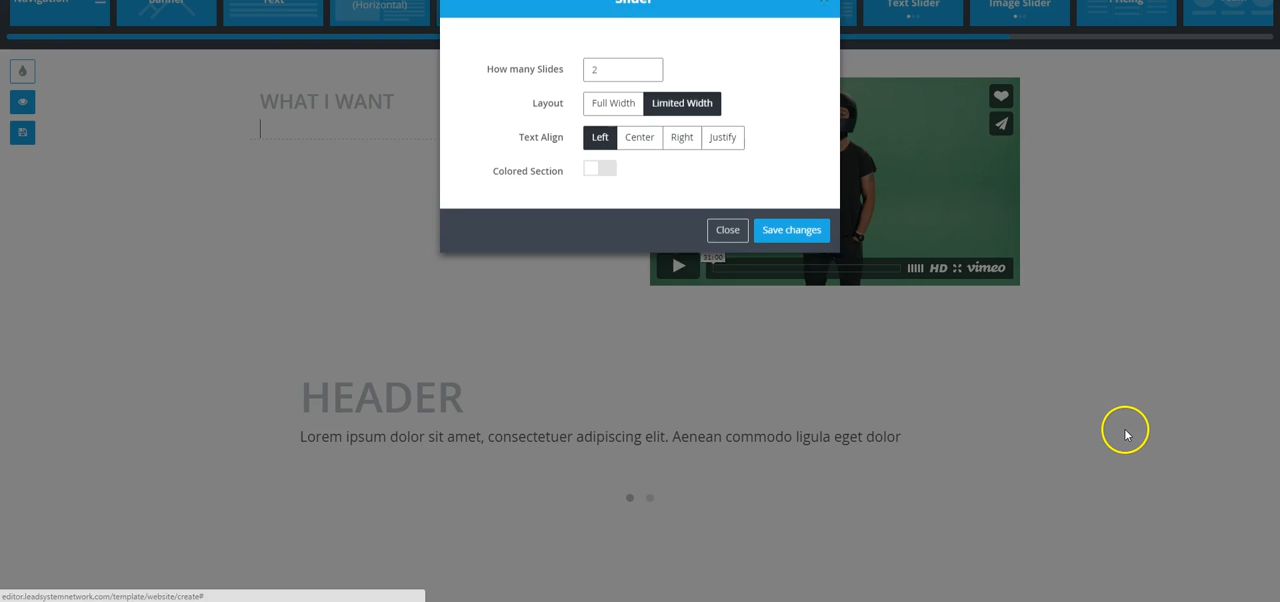 Navigation
Banner
Text
(Horizontal)
Slider
Text Slider
Image Slider
Pricing
How many Slides 2
Layout Full Width Limited Width
Text Align Left Center Right Justify
Colored Section
Close Save changes
WHAT I WANT
31:00
HD vimeo
HEADER
Lorem ipsum dolor sit amet, consectetuer adipiscing elit. Aenean commodo ligula eget dolor
editor.leadsystemnetwork.com/template/website/create#